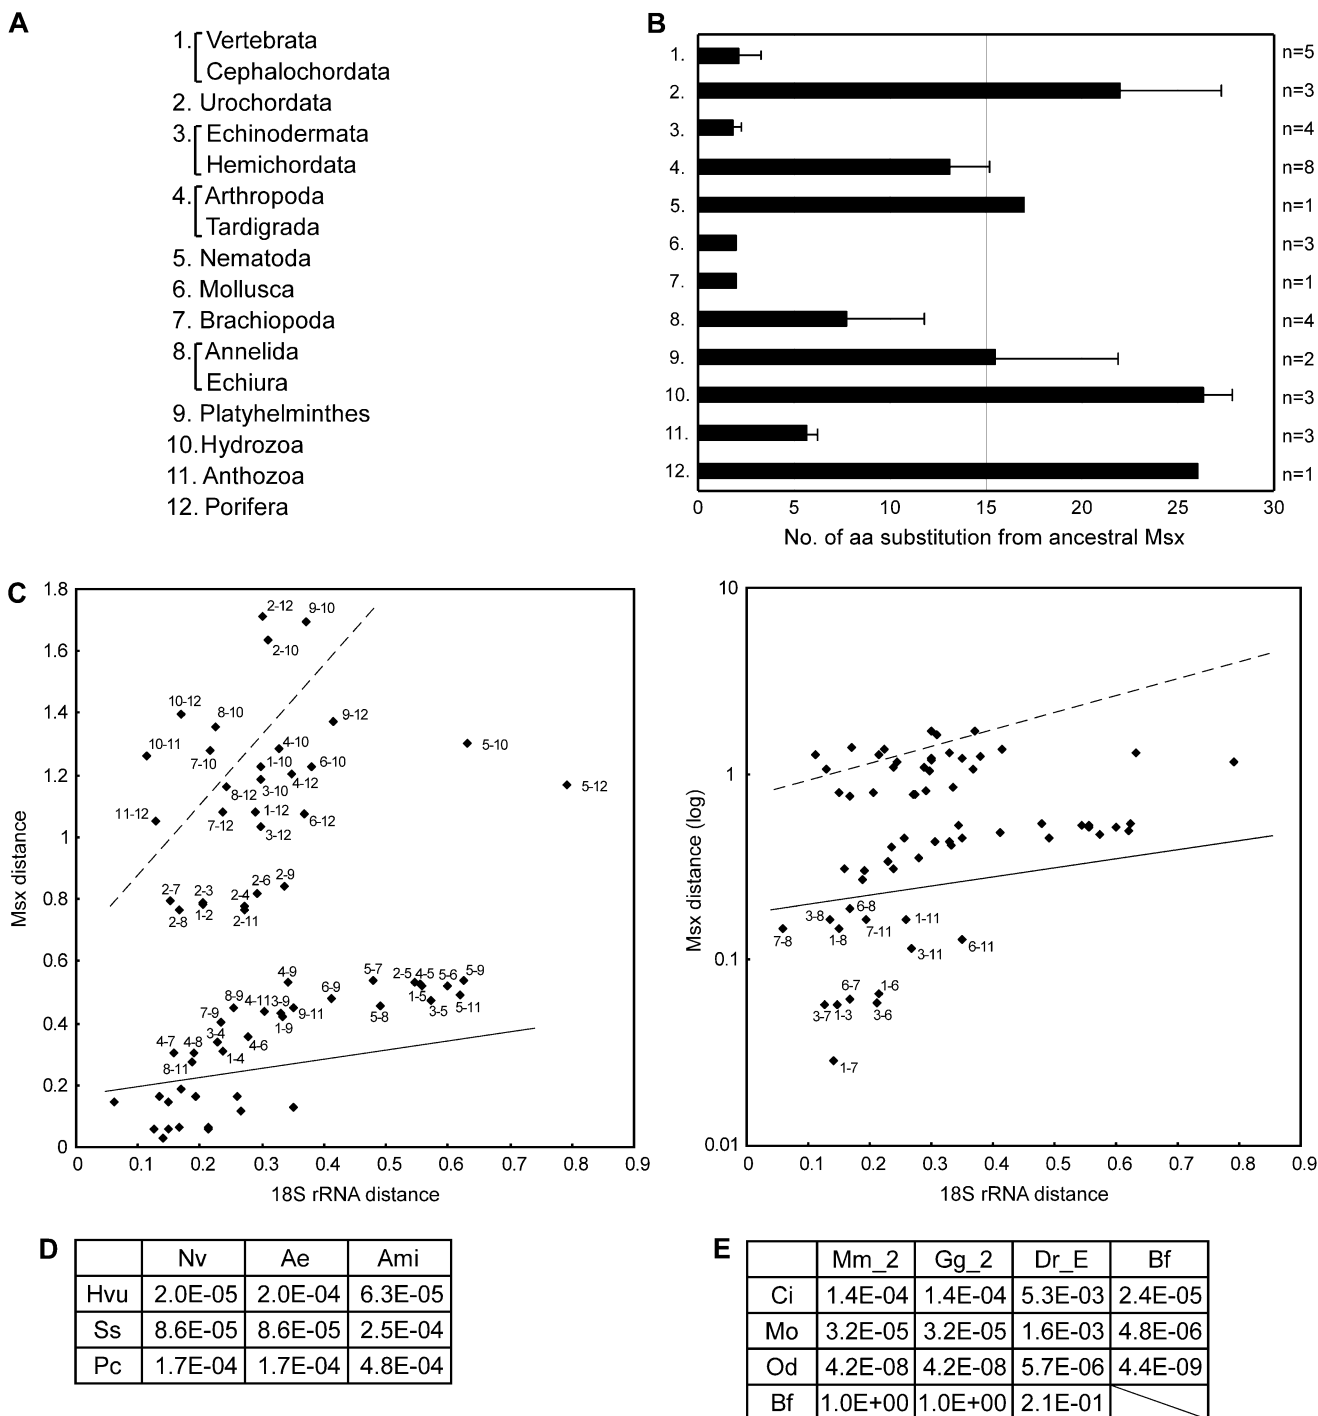 A
1. Vertebrata
Cephalochordata
2. Urochordata
3. Echinodermata
Hemichordata
4. Arthropoda
Tardigrada
5. Nematoda
6. Mollusca
7. Brachiopoda
8. Annelida
Echiura
9. Platyhelminthes
10. Hydrozoa
11. Anthozoa
12. Porifera
B
1. n=5
2. n=3
3. n=4
4. n=8
5. n=1
6. n=3
7. n=1
8. n=4
9. n=2
10. n=3
11. n=3
12. n=1
0 5 10 15 20 25 30
No. of aa substitution from ancestral Msx
C
Msx distance
1.8
1.6
1.4
1.2
1
0.8
0.6
0.4
0.2
0
2-12 9-10
2-10
10-12
8-10 9-12
10-11 4-10 5-10
7-10 1-10 6-10
3-10 4-12 5-12
8-12
11-12 7-12 1-12 6-12
3-12
2-7 2-3 2-4 2-6 2-9
2-8 1-2 2-11
4-9 5-7 2-5 4-5 5-6 5-9
8-9 4-11 3-9 6-9 1-5
7-9 9-11 5-8 3-5 5-11
3-4 1-9
4-7 4-8 4-6
8-11 1-4
0 0.1 0.2 0.3 0.4 0.5 0.6 0.7 0.8 0.9
18S rRNA distance
Msx distance (log)
10
1
0.1
0.01
3-8 6-8
7-8 1-8 7-11 1-11
3-11 6-11
6-7 1-6
3-7 1-3 3-6
1-7
0 0.1 0.2 0.3 0.4 0.5 0.6 0.7 0.8 0.9
18S rRNA distance
D
Nv Ae Ami
Hvu 2.0E-05 2.0E-04 6.3E-05
Ss 8.6E-05 8.6E-05 2.5E-04
Pc 1.7E-04 1.7E-04 4.8E-04
E
Mm_2 Gg_2 Dr_E Bf
Ci 1.4E-04 1.4E-04 5.3E-03 2.4E-05
Mo 3.2E-05 3.2E-05 1.6E-03 4.8E-06
Od 4.2E-08 4.2E-08 5.7E-06 4.4E-09
Bf 1.0E+00 1.0E+00 2.1E-01